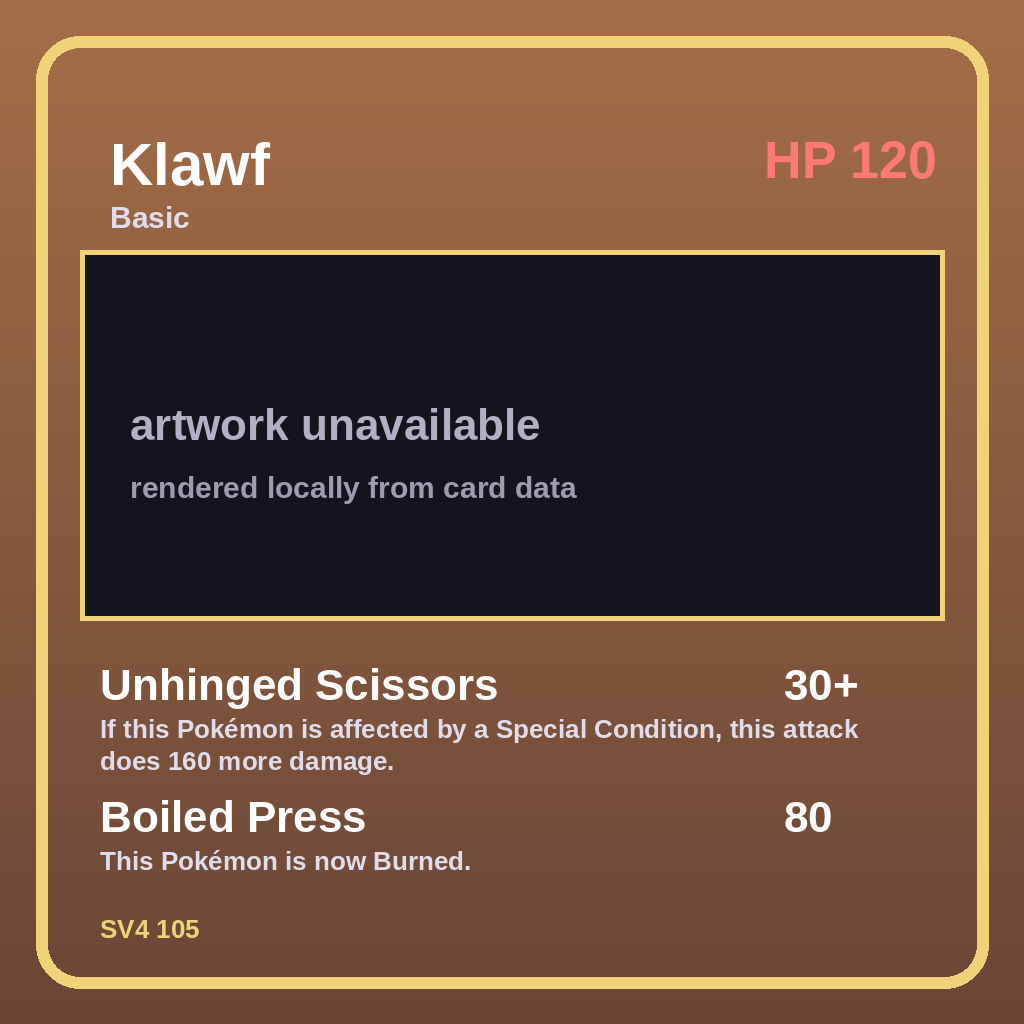 Klawf
HP 120
Basic
artwork unavailable
rendered locally from card data
Unhinged Scissors
30+
If this Pokémon is affected by a Special Condition, this attack
does 160 more damage.
Boiled Press
80
This Pokémon is now Burned.
SV4 105